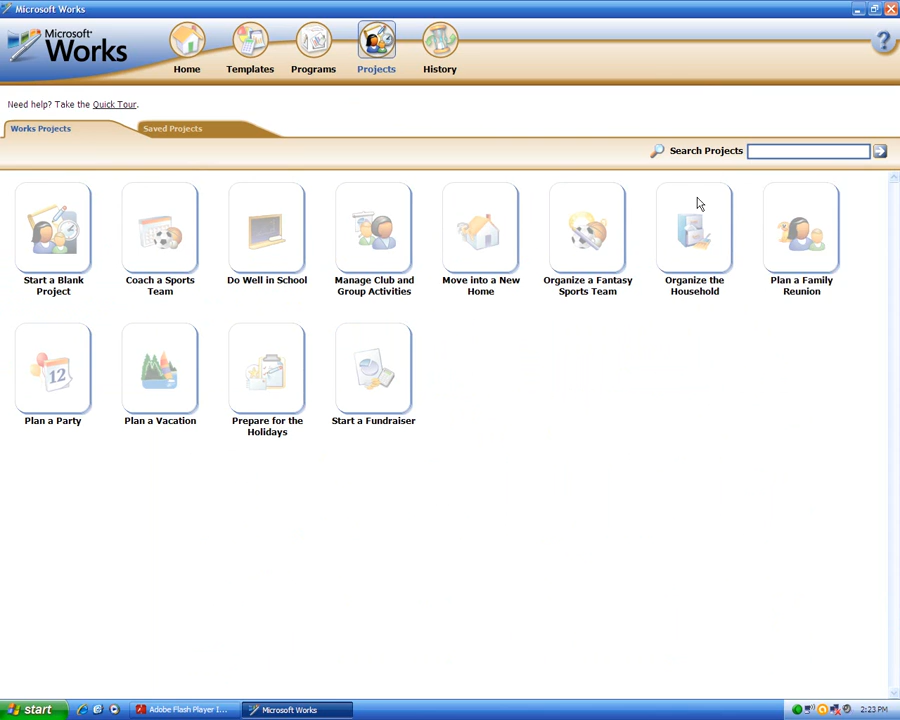 Microsoft Works
Microsoft®
Works
Home
Templates
Programs
Projects
History
?
Need help? Take the Quick Tour.
Works Projects
Saved Projects
Search Projects
Start a Blank
Project
Coach a Sports
Team
Do Well in School
Manage Club and
Group Activities
Move into a New
Home
Organize a Fantasy
Sports Team
Organize the
Household
Plan a Family
Reunion
12
Plan a Party
Plan a Vacation
Prepare for the
Holidays
Start a Fundraiser
start
Adobe Flash Player I...
Microsoft Works
2:23 PM